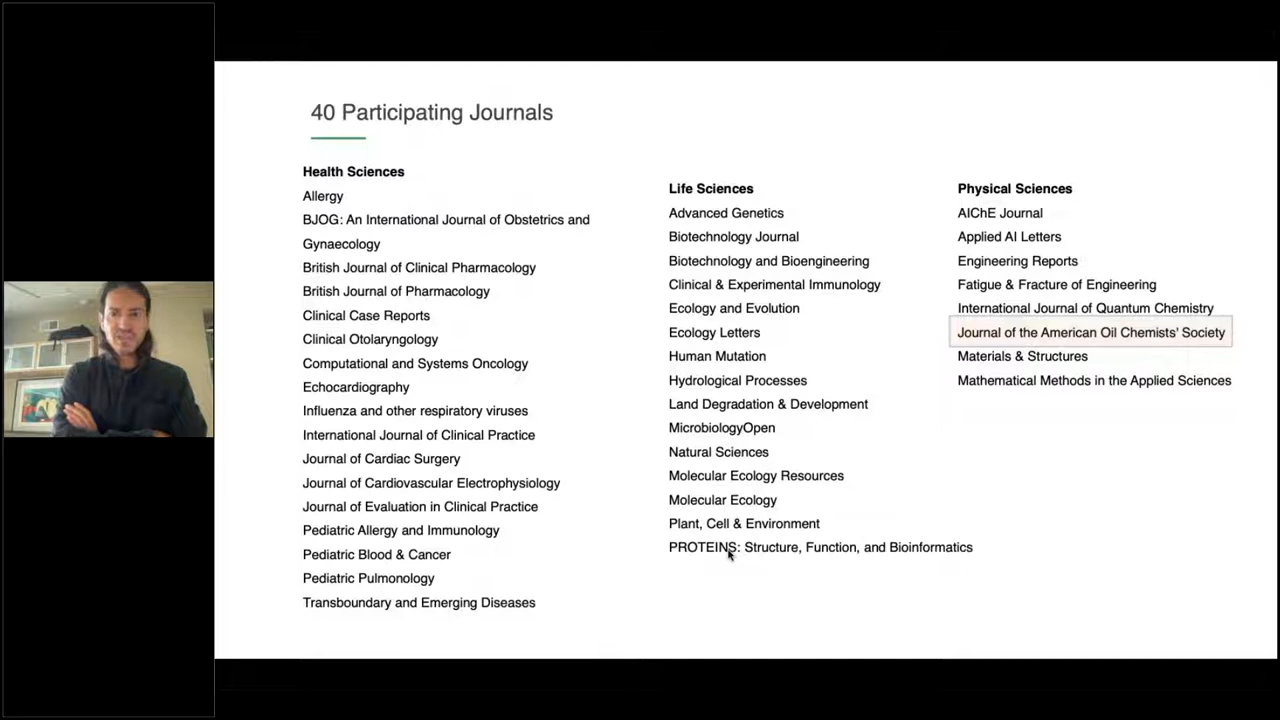 40 Participating Journals
Health Sciences
Allergy
BJOG: An International Journal of Obstetrics and
Gynaecology
British Journal of Clinical Pharmacology
British Journal of Pharmacology
Clinical Case Reports
Clinical Otolaryngology
Computational and Systems Oncology
Echocardiography
Influenza and other respiratory viruses
International Journal of Clinical Practice
Journal of Cardiac Surgery
Journal of Cardiovascular Electrophysiology
Journal of Evaluation in Clinical Practice
Pediatric Allergy and Immunology
Pediatric Blood & Cancer
Pediatric Pulmonology
Transboundary and Emerging Diseases
Life Sciences
Advanced Genetics
Biotechnology Journal
Biotechnology and Bioengineering
Clinical & Experimental Immunology
Ecology and Evolution
Ecology Letters
Human Mutation
Hydrological Processes
Land Degradation & Development
MicrobiologyOpen
Natural Sciences
Molecular Ecology Resources
Molecular Ecology
Plant, Cell & Environment
PROTEINS: Structure, Function, and Bioinformatics
Physical Sciences
AIChE Journal
Applied AI Letters
Engineering Reports
Fatigue & Fracture of Engineering
International Journal of Quantum Chemistry
Journal of the American Oil Chemists' Society
Materials & Structures
Mathematical Methods in the Applied Sciences